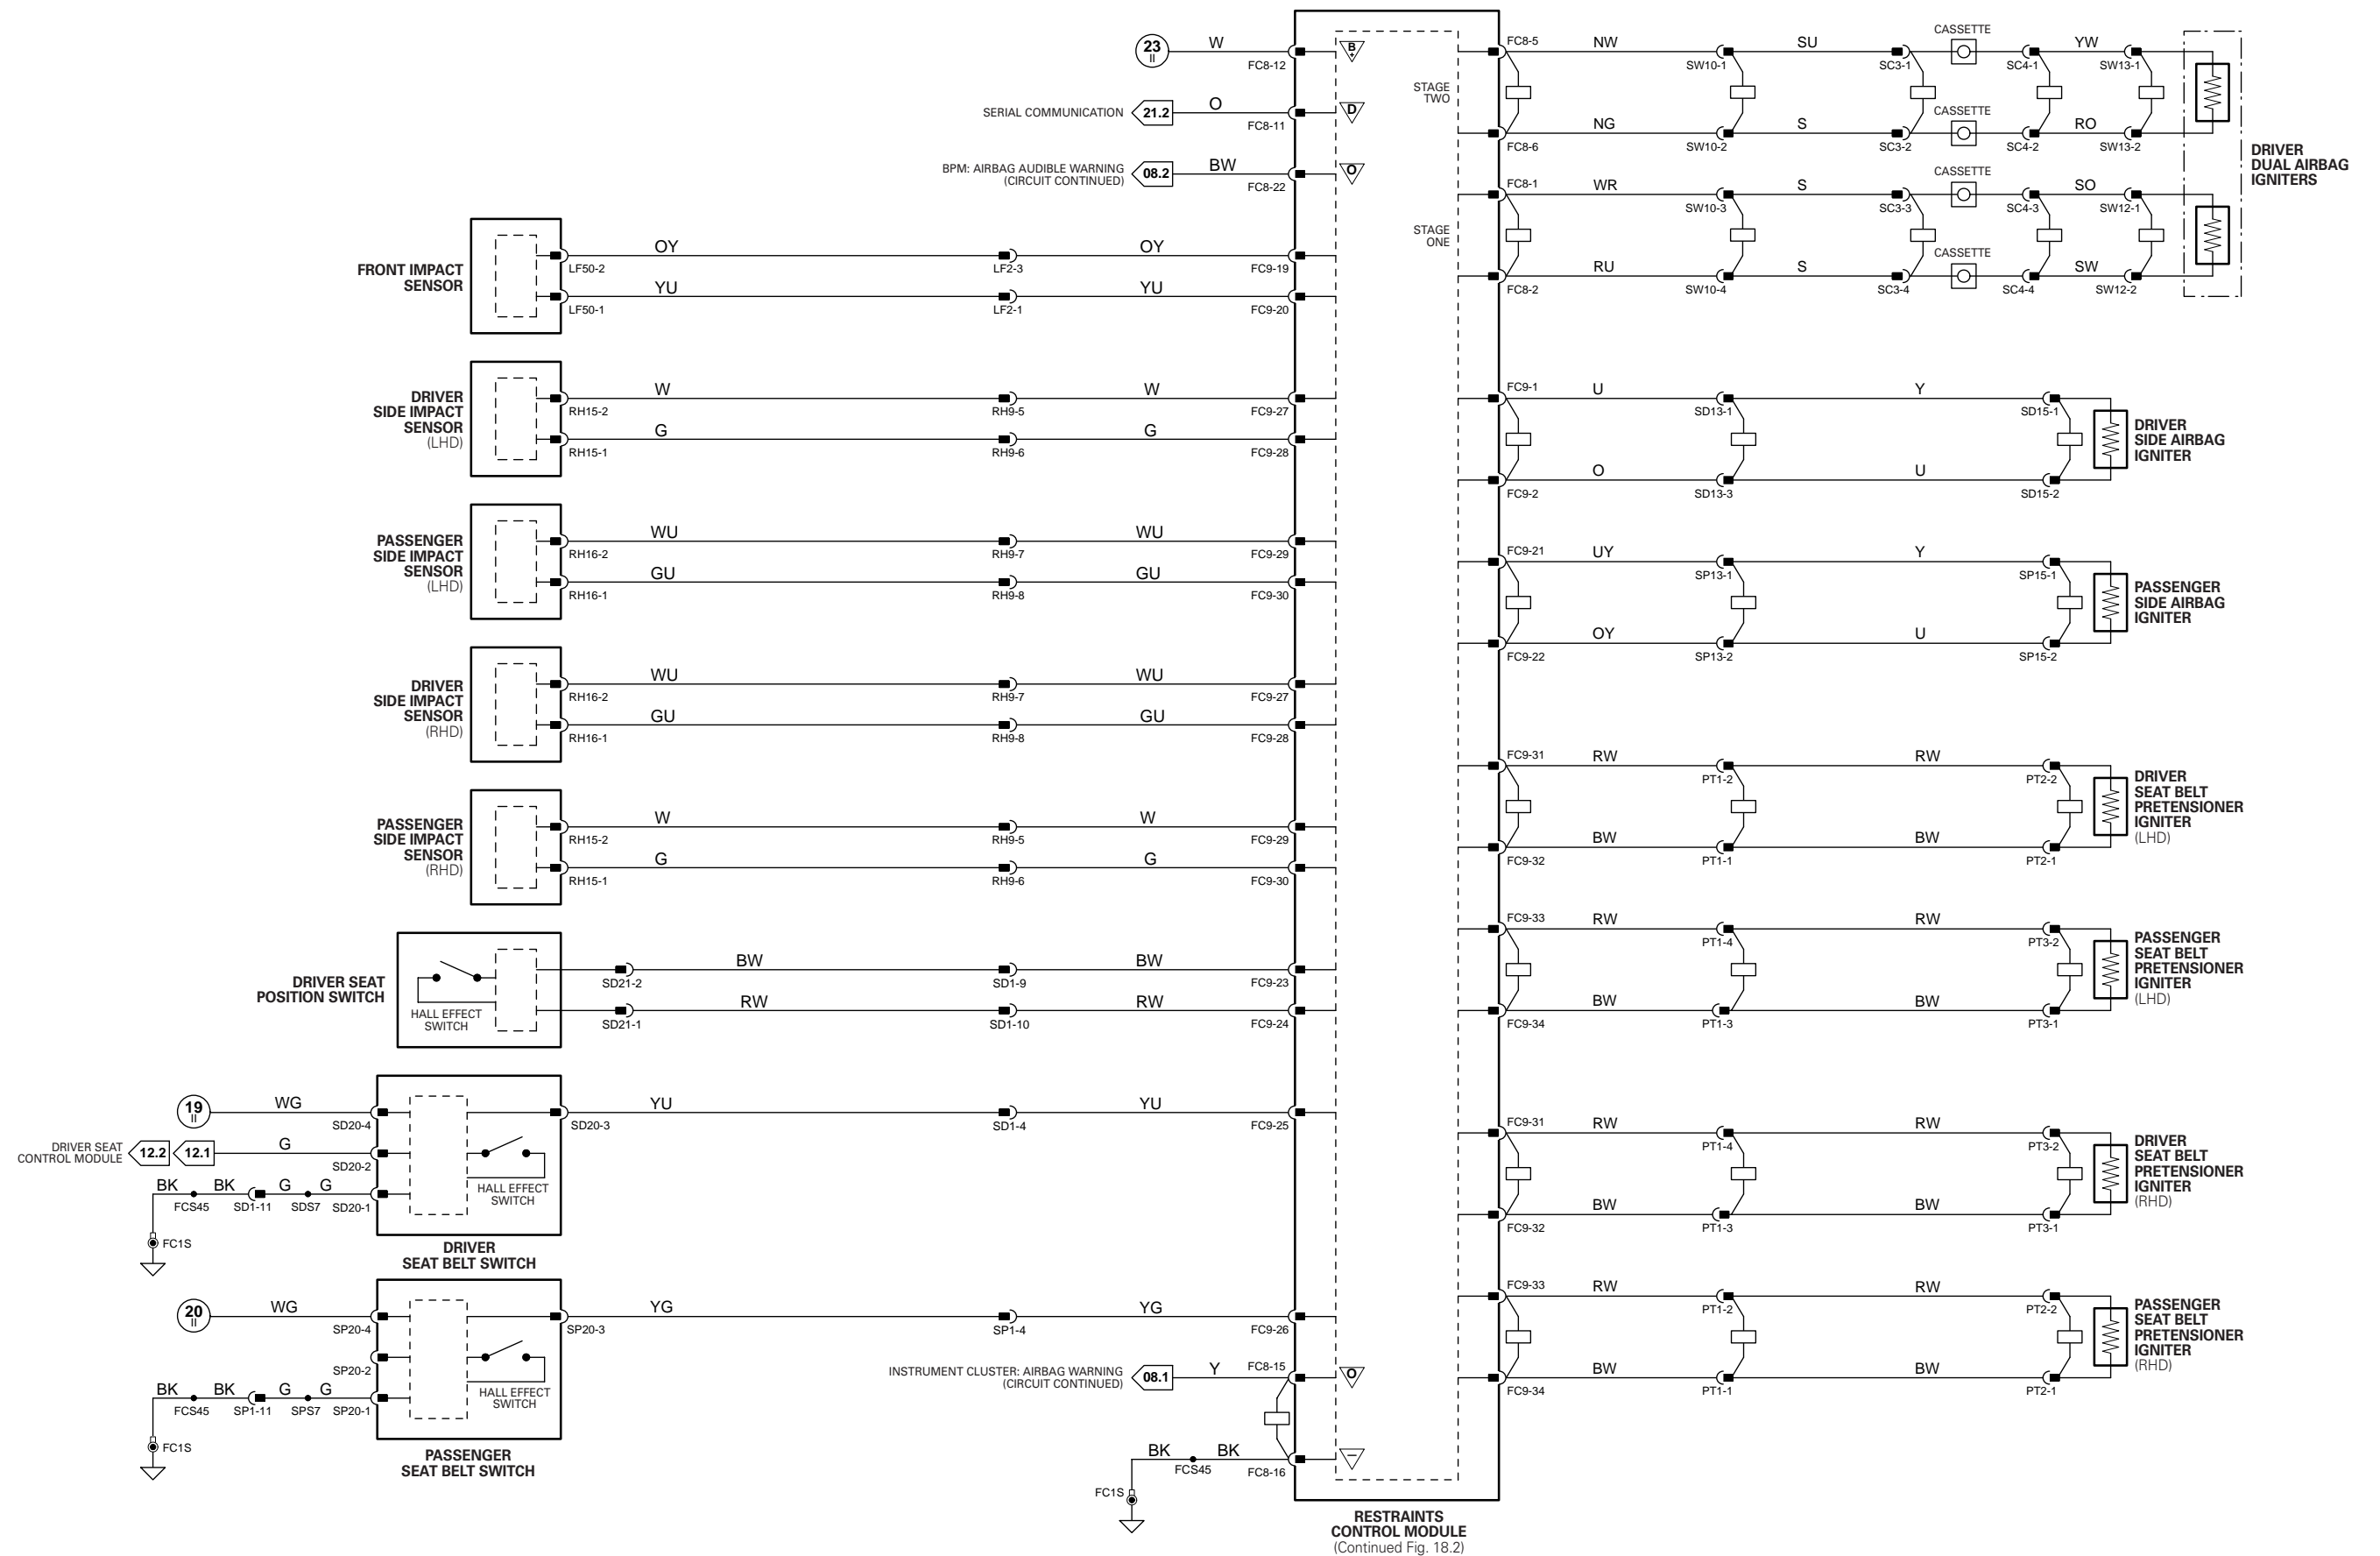 23
II
W
FC8-12
B
+
SERIAL COMMUNICATION
21.2
O
FC8-11
D
BPM: AIRBAG AUDIBLE WARNING
(CIRCUIT CONTINUED)
08.2
BW
FC8-22
O
STAGE
TWO
STAGE
ONE
FRONT IMPACT
SENSOR
LF50-2
OY
LF2-3
OY
FC9-19
LF50-1
YU
LF2-1
YU
FC9-20
DRIVER
SIDE IMPACT
SENSOR
(LHD)
RH15-2
W
RH9-5
W
FC9-27
RH15-1
G
RH9-6
G
FC9-28
PASSENGER
SIDE IMPACT
SENSOR
(LHD)
RH16-2
WU
RH9-7
WU
FC9-29
RH16-1
GU
RH9-8
GU
FC9-30
DRIVER
SIDE IMPACT
SENSOR
(RHD)
RH16-2
WU
RH9-7
WU
FC9-27
RH16-1
GU
RH9-8
GU
FC9-28
PASSENGER
SIDE IMPACT
SENSOR
(RHD)
RH15-2
W
RH9-5
W
FC9-29
RH15-1
G
RH9-6
G
FC9-30
DRIVER SEAT
POSITION SWITCH
HALL EFFECT
SWITCH
SD21-2
BW
SD1-9
BW
FC9-23
SD21-1
RW
SD1-10
RW
FC9-24
19
II
WG
SD20-4
DRIVER SEAT
CONTROL MODULE
12.2
12.1
G
SD20-2
BK
FCS45
BK
SD1-11
G
SDS7
G
SD20-1
FC1S
HALL EFFECT
SWITCH
SD20-3
YU
SD1-4
YU
FC9-25
DRIVER
SEAT BELT SWITCH
20
II
WG
SP20-4
SP20-2
BK
FCS45
BK
SP1-11
G
SPS7
G
SP20-1
FC1S
HALL EFFECT
SWITCH
SP20-3
YG
SP1-4
YG
FC9-26
PASSENGER
SEAT BELT SWITCH
INSTRUMENT CLUSTER: AIRBAG WARNING
(CIRCUIT CONTINUED)
08.1
Y
FC8-15
O
BK
FCS45
BK
FC8-16
–
FC1S
RESTRAINTS
CONTROL MODULE
(Continued Fig. 18.2)
FC8-5
NW
SW10-1
SU
SC3-1
CASSETTE
SC4-1
YW
SW13-1
FC8-6
NG
SW10-2
S
SC3-2
CASSETTE
SC4-2
RO
SW13-2
FC8-1
WR
SW10-3
S
SC3-3
CASSETTE
SC4-3
SO
SW12-1
FC8-2
RU
SW10-4
S
SC3-4
CASSETTE
SC4-4
SW
SW12-2
DRIVER
DUAL AIRBAG
IGNITERS
FC9-1
U
SD13-1
Y
SD15-1
FC9-2
O
SD13-3
U
SD15-2
DRIVER
SIDE AIRBAG
IGNITER
FC9-21
UY
SP13-1
Y
SP15-1
FC9-22
OY
SP13-2
U
SP15-2
PASSENGER
SIDE AIRBAG
IGNITER
FC9-31
RW
PT1-2
RW
PT2-2
FC9-32
BW
PT1-1
BW
PT2-1
DRIVER
SEAT BELT
PRETENSIONER
IGNITER
(LHD)
FC9-33
RW
PT1-4
RW
PT3-2
FC9-34
BW
PT1-3
BW
PT3-1
PASSENGER
SEAT BELT
PRETENSIONER
IGNITER
(LHD)
FC9-31
RW
PT1-4
RW
PT3-2
FC9-32
BW
PT1-3
BW
PT3-1
DRIVER
SEAT BELT
PRETENSIONER
IGNITER
(RHD)
FC9-33
RW
PT1-2
RW
PT2-2
FC9-34
BW
PT1-1
BW
PT2-1
PASSENGER
SEAT BELT
PRETENSIONER
IGNITER
(RHD)